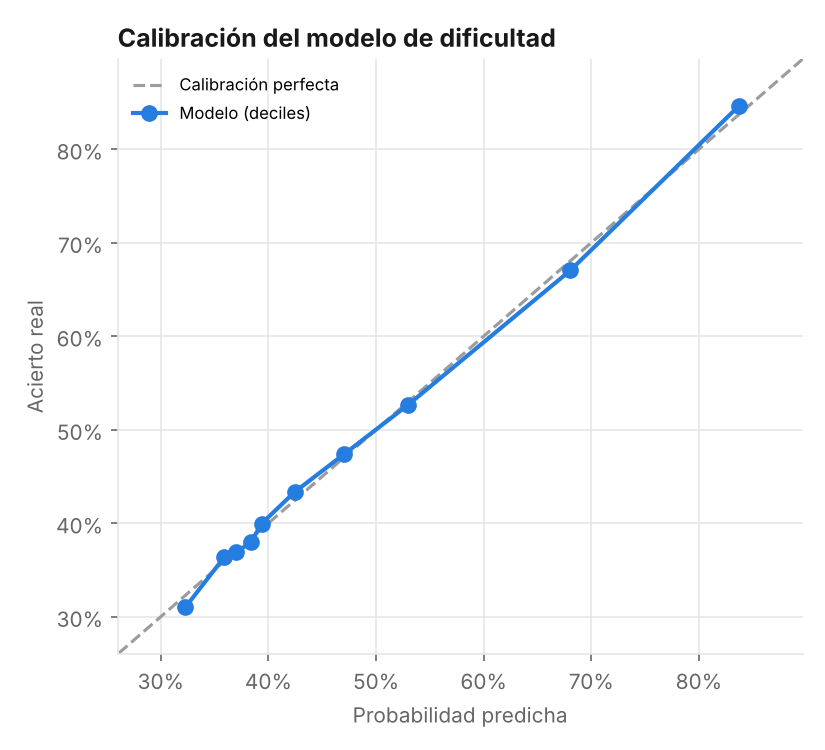 Calibración del modelo de dificultad
Calibración perfecta
Modelo (deciles)
80%
70%
60%
50%
40%
30%
Acierto real
30%
40%
50%
60%
70%
80%
Probabilidad predicha